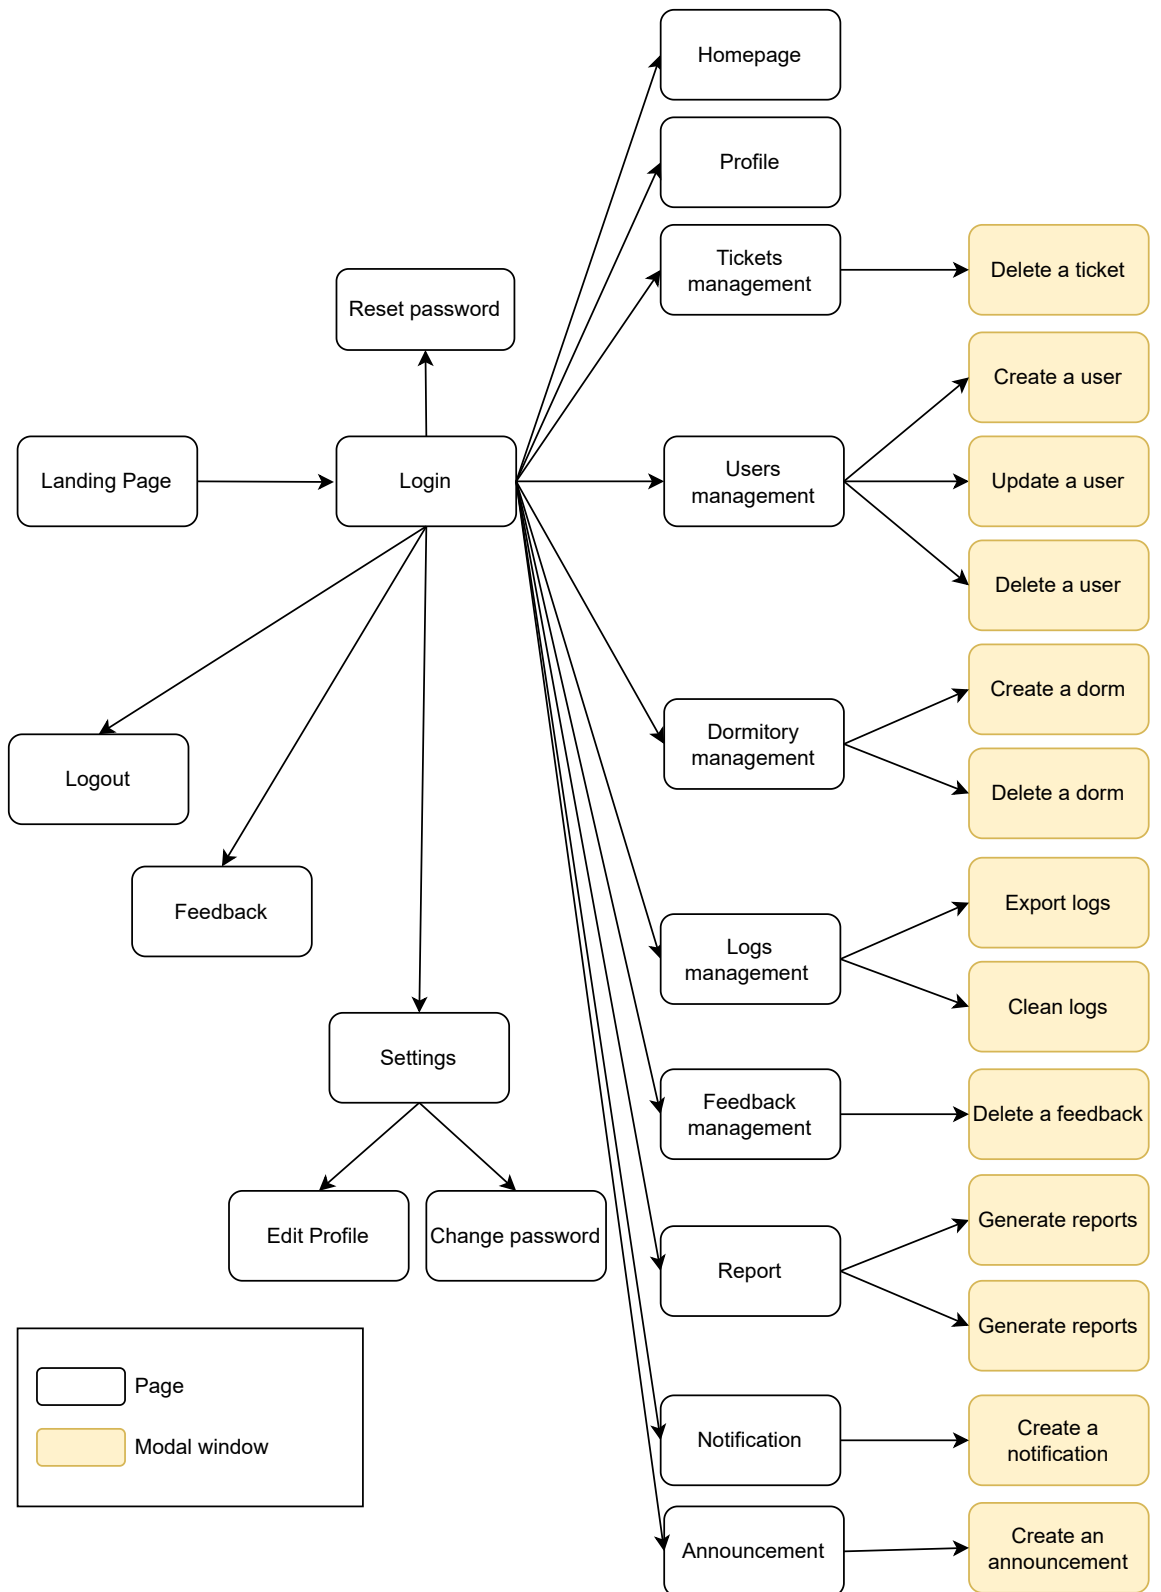 Homepage
Profile
Tickets
management
Delete a ticket
Reset password
Create a user
Landing Page
Login
Users
management
Update a user
Delete a user
Create a dorm
Dormitory
management
Logout
Delete a dorm
Feedback
Export logs
Logs
management
Clean logs
Settings
Feedback
management
Delete a feedback
Edit Profile
Change password
Generate reports
Report
Generate reports
Page
Modal window
Notification
Create a
notification
Announcement
Create an
announcement